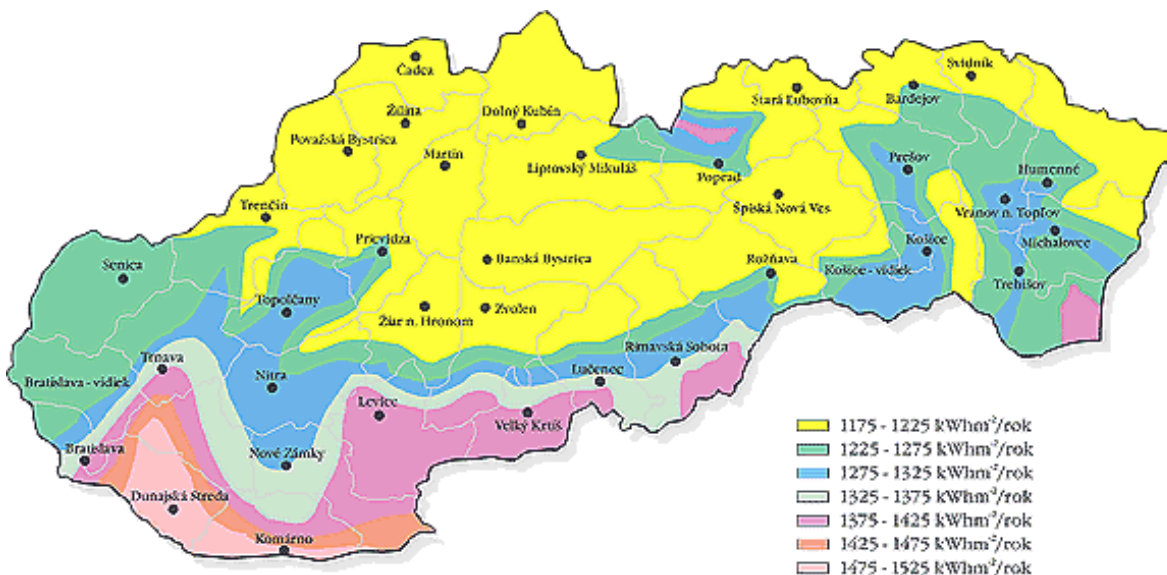 Čadca
Svidník
Stará Ľubovňa
Bardejov
Žilina
Dolný Kubín
Považská Bystrica
Martin
Liptovský Mikuláš
Poprad
Prešov
Humenné
Trenčín
Spišská Nová Ves
Vranov n. Topľov
Michalovce
Prievidza
Senica
Banská Bystrica
Rožňava
Košice
Košice - vidiek
Trebišov
Topolčany
Žiar n. Hronom
Zvolen
Trnava
Rimavská Sobota
Bratislava - vidiek
Nitra
Lučenec
Levice
Veľký Krtíš
Bratislava
Nové Zámky
Dunajská Streda
Komárno
1175 - 1225 kWhm⁻²/rok
1225 - 1275 kWhm⁻²/rok
1275 - 1325 kWhm⁻²/rok
1325 - 1375 kWhm⁻²/rok
1375 - 1425 kWhm⁻²/rok
1425 - 1475 kWhm⁻²/rok
1475 - 1525 kWhm⁻²/rok